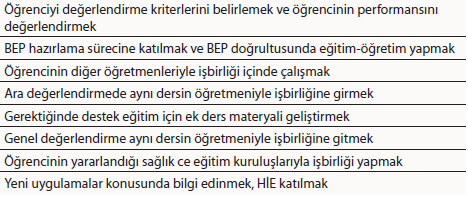 Öğrenciyi değerlendirme kriterlerini belirlemek ve öğrencinin performansını
değerlendirmek
BEP hazırlama sürecine katılmak ve BEP doğrultusunda eğitim-öğretim yapmak
Öğrencinin diğer öğretmenleriyle işbirliği içinde çalışmak
Ara değerlendirmede aynı dersin öğretmeniyle işbirliğine girmek
Gerektiğinde destek eğitim için ek ders materyali geliştirmek
Genel değerlendirme aynı dersin öğretmeniyle işbirliğine gitmek
Öğrencinin yararlandığı sağlık ce eğitim kuruluşlarıyla işbirliği yapmak
Yeni uygulamalar konusunda bilgi edinmek, HİE katılmak